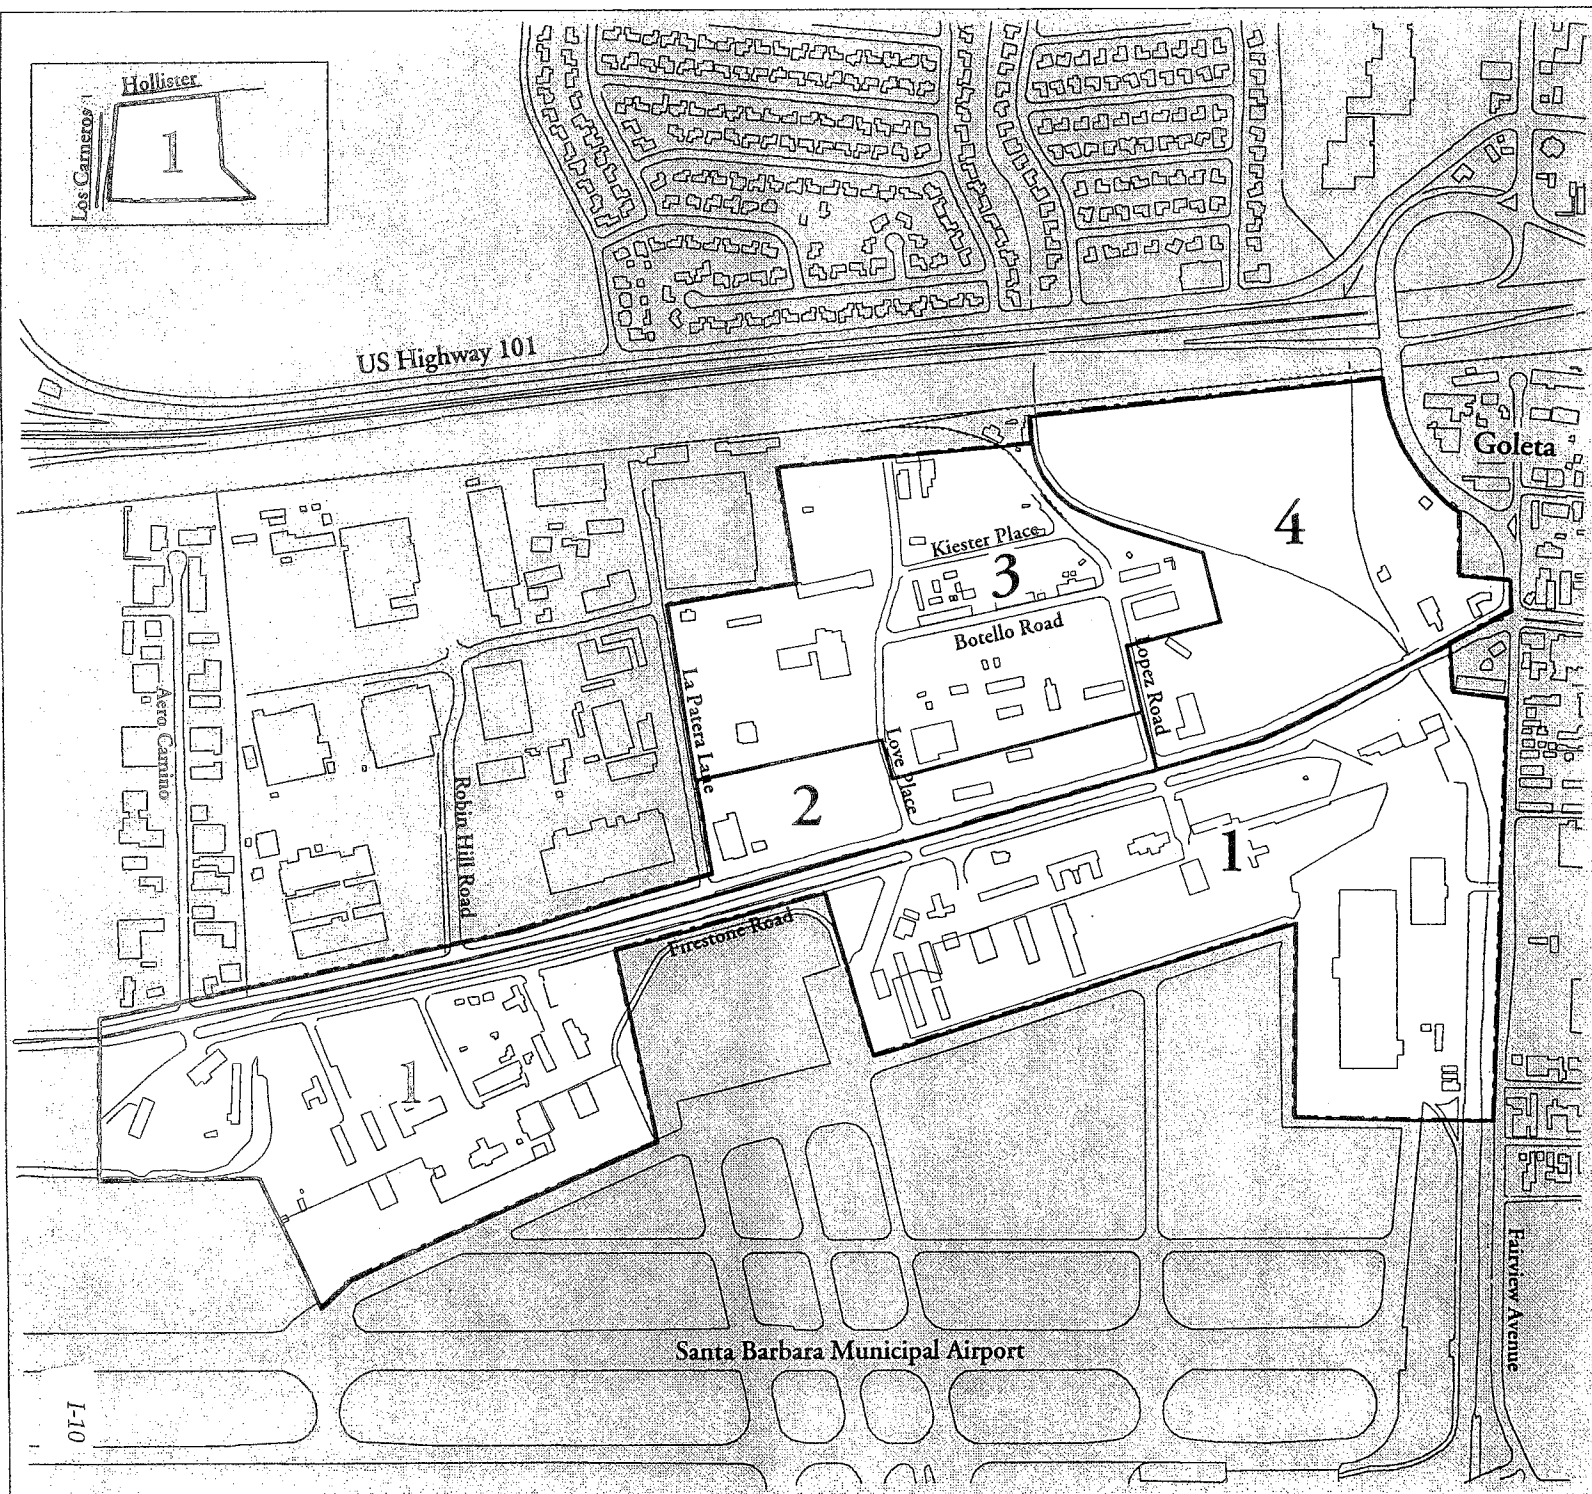 Hollister
Los Carneros
1
US Highway 101
Goleta
4
Kiester Place
3
Botello Road
Lopez Road
La Patera Lane
Love Place
2
Aero Camino
Robin Hill Road
1
Firestone Road
1
Fairview Avenue
Santa Barbara Municipal Airport
I-10